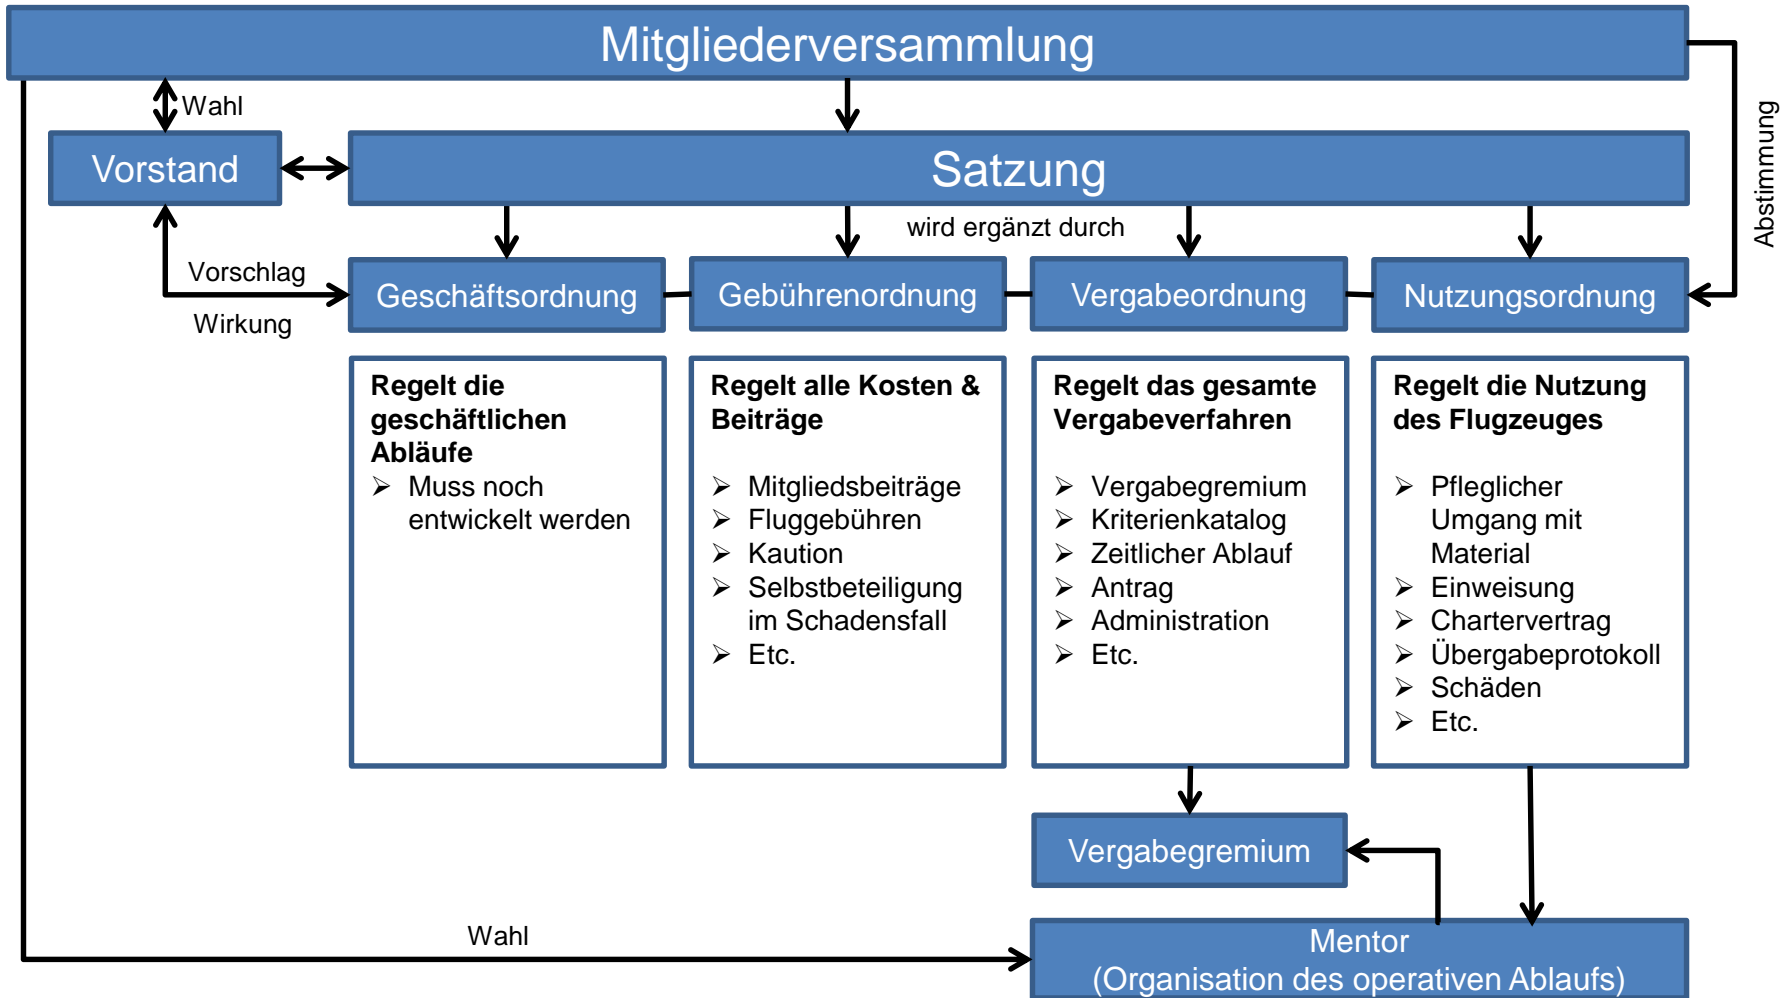 Mitgliederversammlung
Wahl
Abstimmung
Vorstand
Satzung
wird ergänzt durch
Vorschlag
Wirkung
Geschäftsordnung
Gebührenordnung
Vergabeordnung
Nutzungsordnung
Regelt die
geschäftlichen
Abläufe
➢ Muss noch
entwickelt werden
Regelt alle Kosten &
Beiträge
➢ Mitgliedsbeiträge
➢ Fluggebühren
➢ Kaution
➢ Selbstbeteiligung
im Schadensfall
➢ Etc.
Regelt das gesamte
Vergabeverfahren
➢ Vergabegremium
➢ Kriterienkatalog
➢ Zeitlicher Ablauf
➢ Antrag
➢ Administration
➢ Etc.
Regelt die Nutzung
des Flugzeuges
➢ Pfleglicher
Umgang mit
Material
➢ Einweisung
➢ Chartervertrag
➢ Übergabeprotokoll
➢ Schäden
➢ Etc.
Vergabegremium
Wahl
Mentor
(Organisation des operativen Ablaufs)